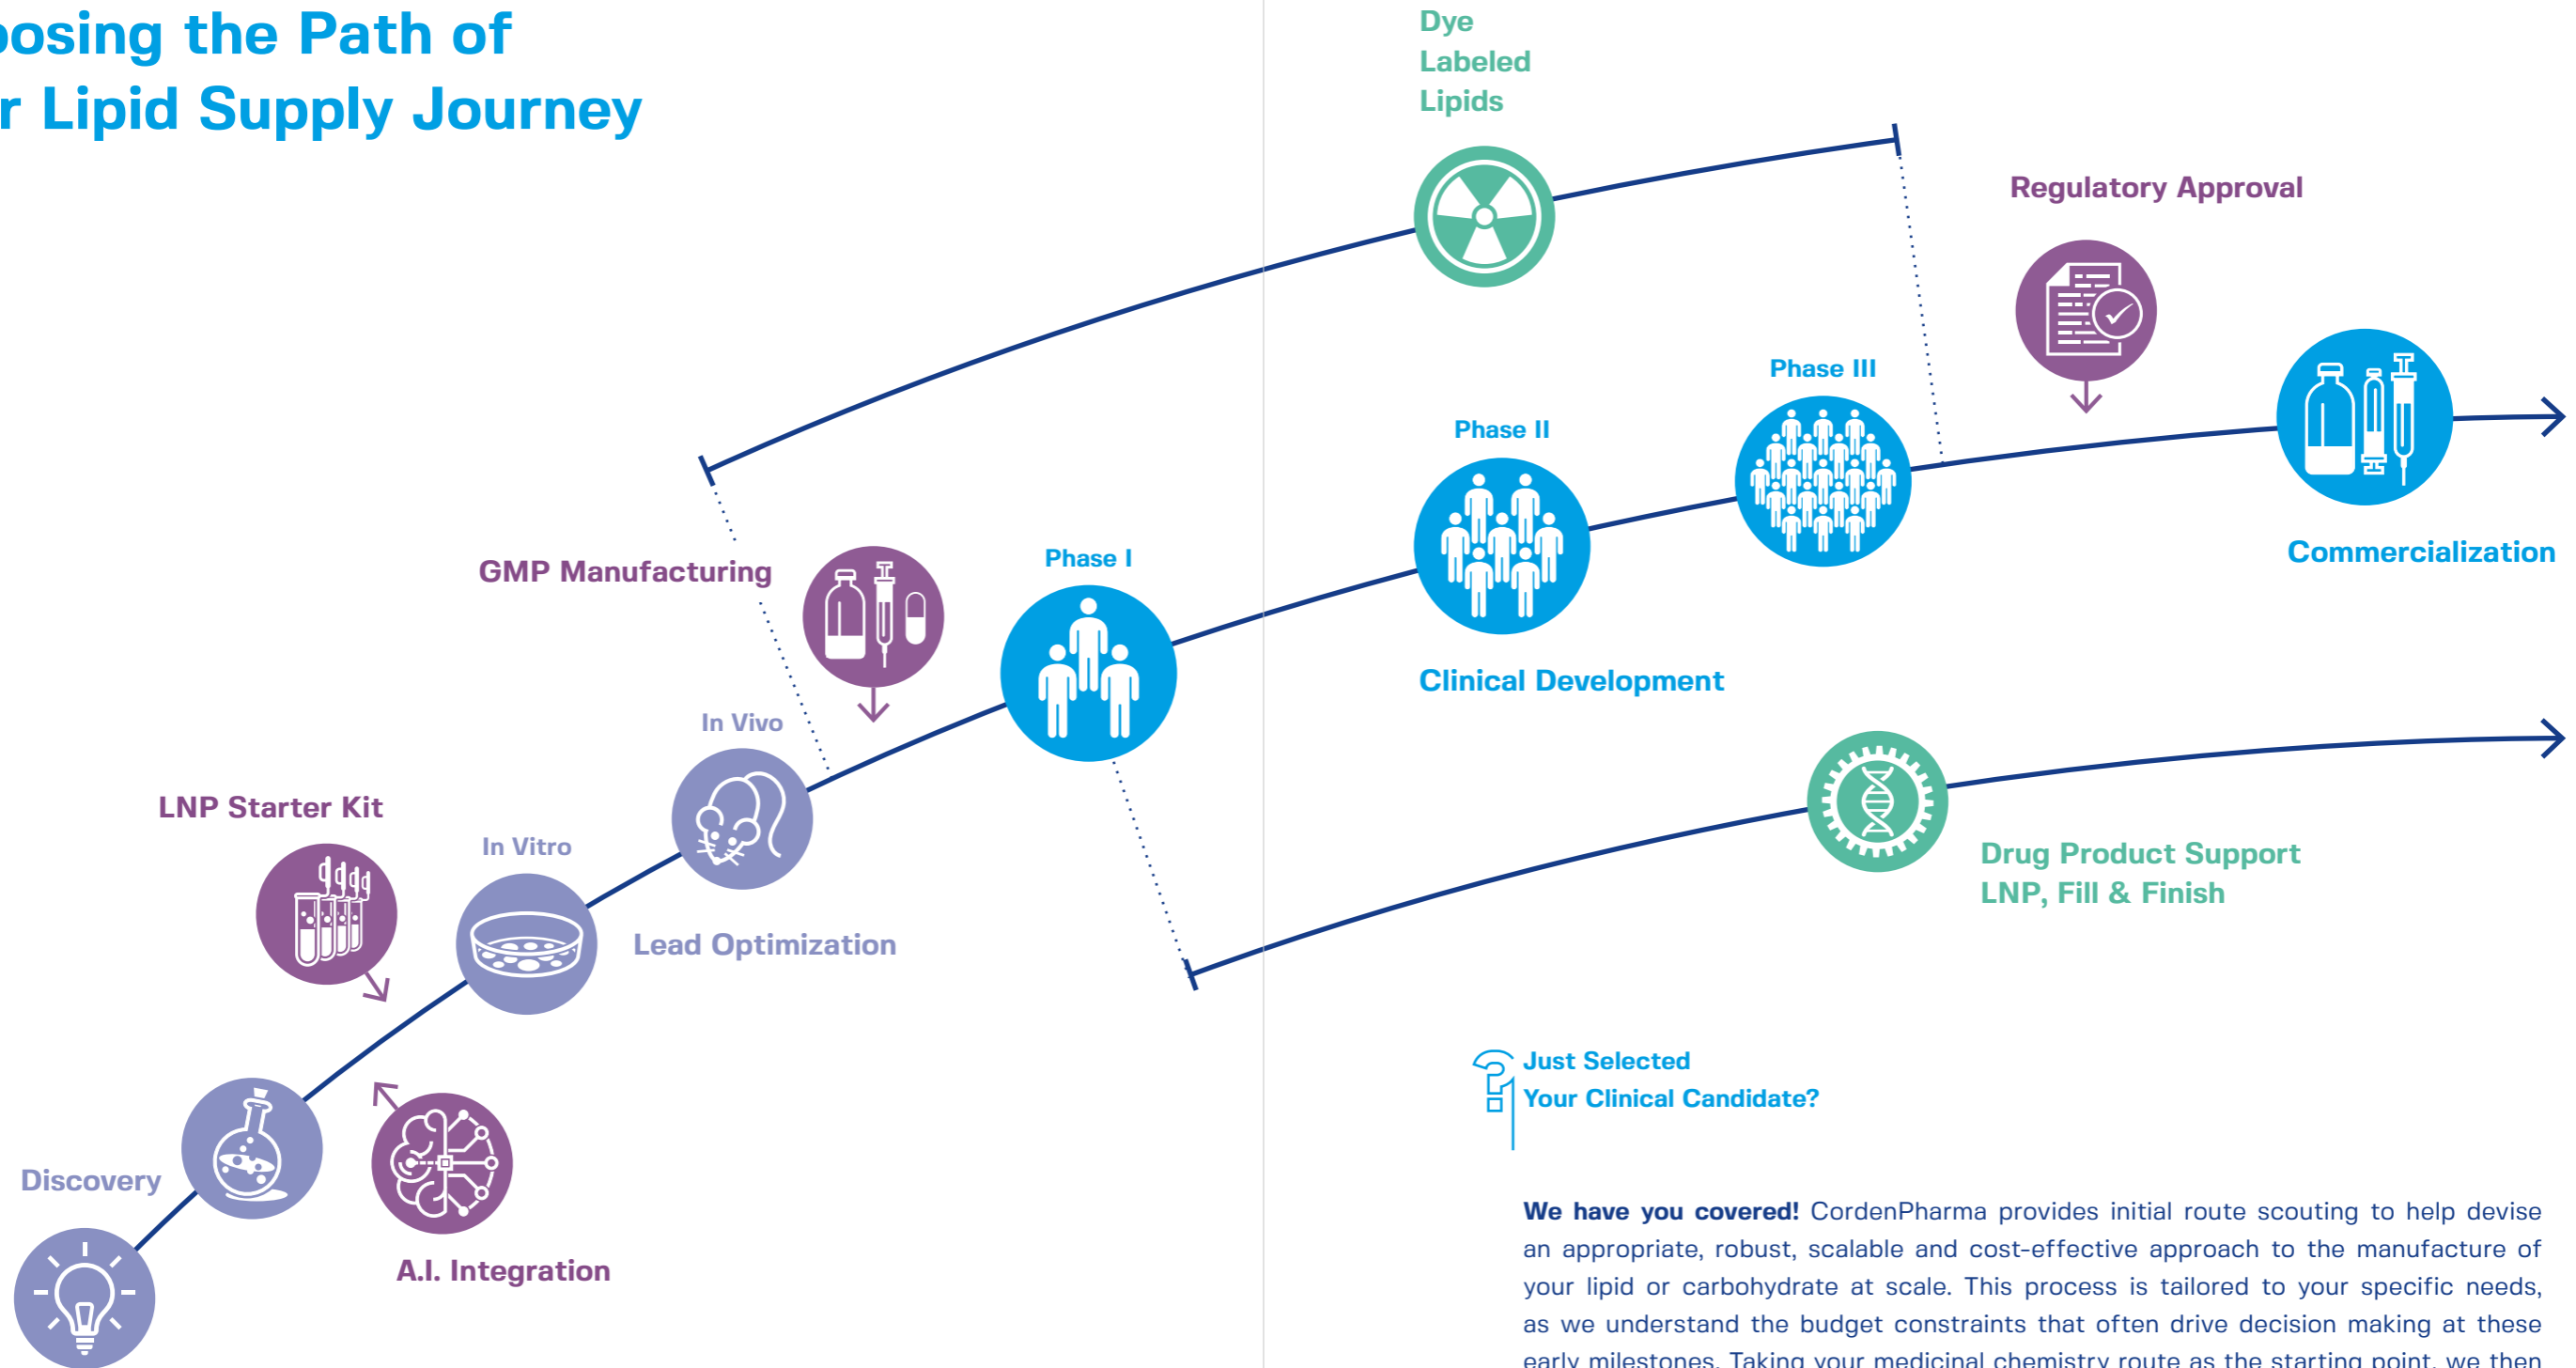 the Path of
Lipid Supply Journey
Dye
Labeled
Lipids
Regulatory Approval
Phase III
Phase II
Commercialization
GMP Manufacturing
Phase I
Clinical Development
In Vivo
LNP Starter Kit
In Vitro
Lead Optimization
Drug Product Support
LNP, Fill & Finish
Just Selected
Your Clinical Candidate?
Discovery
A.I. Integration
We have you covered! CordenPharma provides initial route scouting to help devise
an appropriate, robust, scalable and cost-effective approach to the manufacture of
your lipid or carbohydrate at scale. This process is tailored to your specific needs,
as we understand the budget constraints that often drive decision making at these
early milestones. Taking your medicinal chemistry route as the starting point, we then